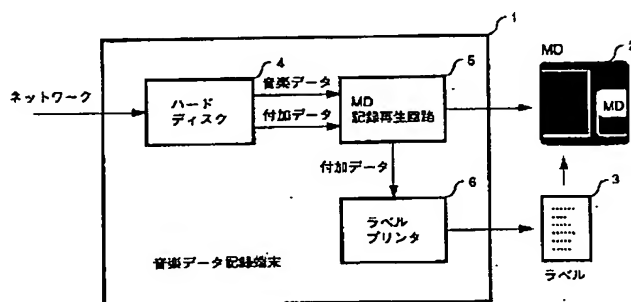 1
MD
2
4
音楽データ
5
ネットワーク
ハード
ディスク
付加データ
MD
記録再生回路
MD
付加データ
6
3
ラベル
プリンタ
音楽データ記録端末
ラベル